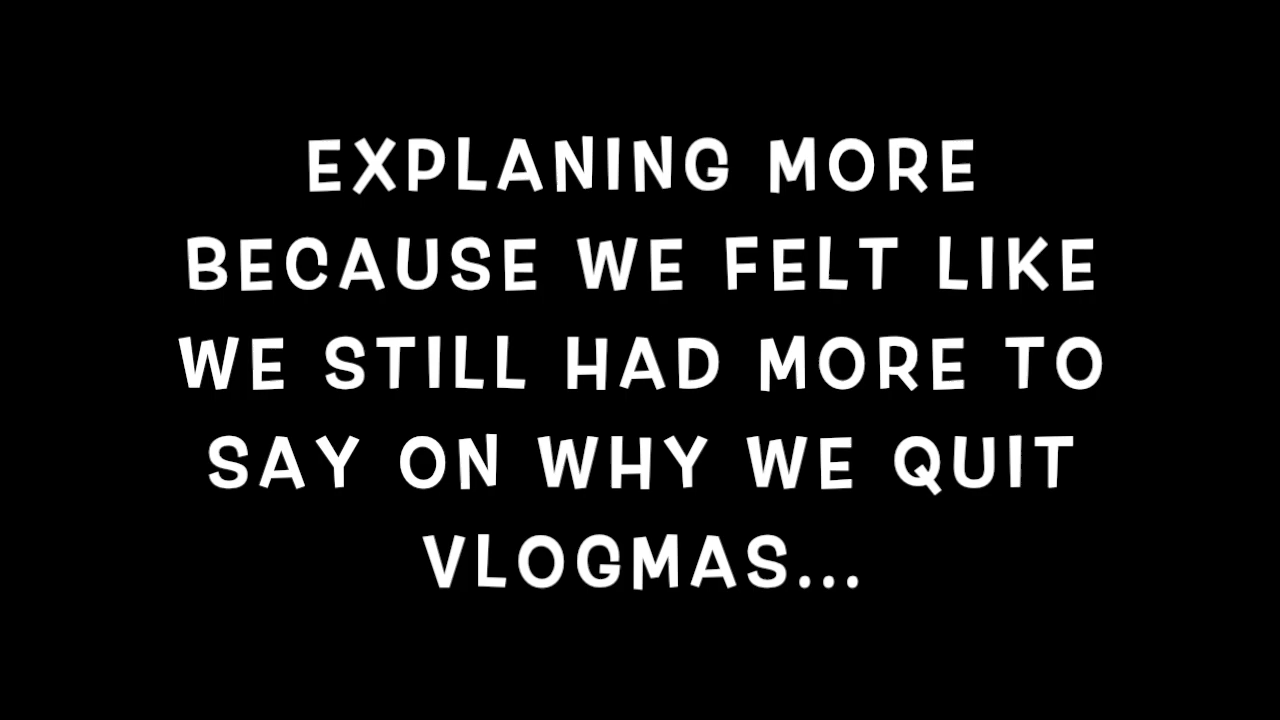 EXPLANING MORE
BECAUSE WE FELT LIKE
WE STILL HAD MORE TO
SAY ON WHY WE QUIT
VLOGMAS...